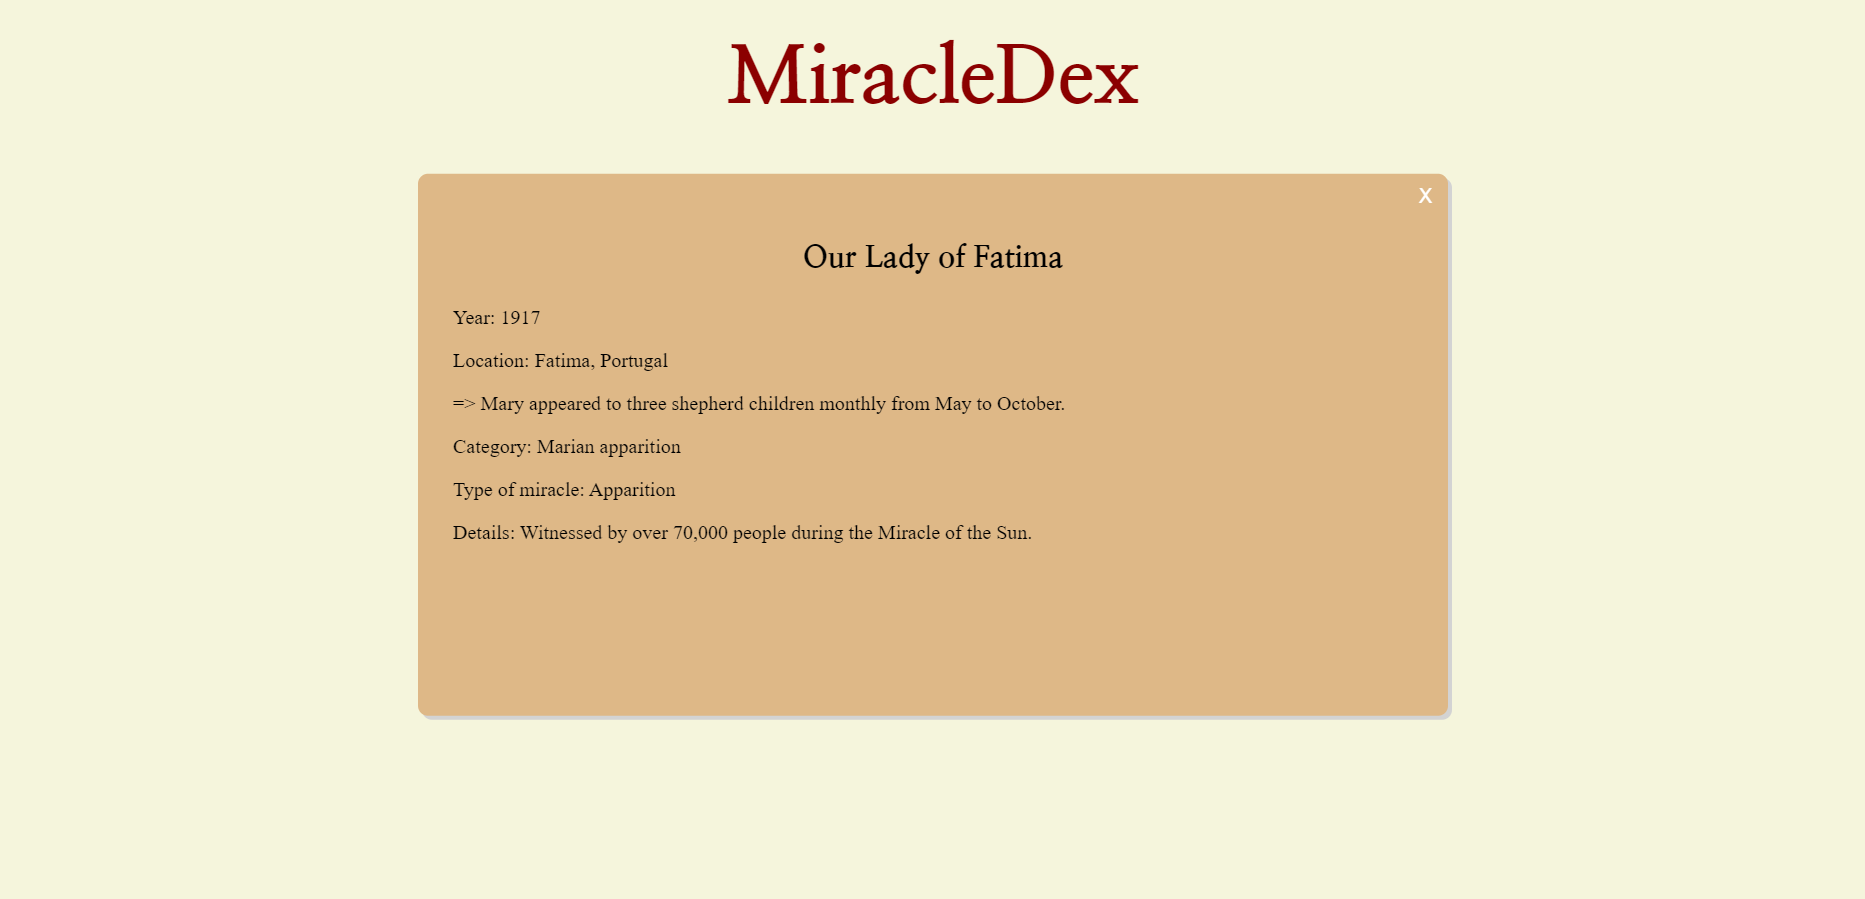 MiracleDex
X
Our Lady of Fatima
Year: 1917
Location: Fatima, Portugal
=> Mary appeared to three shepherd children monthly from May to October.
Category: Marian apparition
Type of miracle: Apparition
Details: Witnessed by over 70,000 people during the Miracle of the Sun.